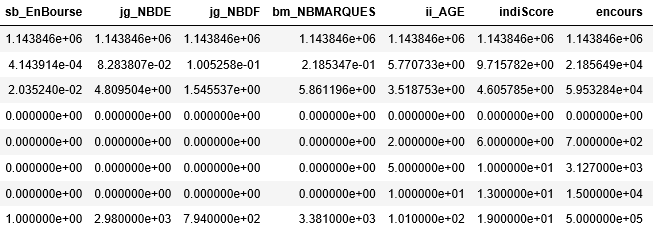 sb_EnBourse jg_NBDE jg_NBDF bm_NBMARQUES ii_AGE indiScore encours
1.143846e+06 1.143846e+06 1.143846e+06 1.143846e+06 1.143846e+06 1.143846e+06 1.143846e+06
4.143914e-04 8.283807e-02 1.005258e-01 2.185347e-01 5.770733e+00 9.715782e+00 2.185649e+04
2.035240e-02 4.809504e+00 1.545537e+00 5.861196e+00 3.518753e+00 4.605785e+00 5.953284e+04
0.000000e+00 0.000000e+00 0.000000e+00 0.000000e+00 0.000000e+00 0.000000e+00 0.000000e+00
0.000000e+00 0.000000e+00 0.000000e+00 0.000000e+00 2.000000e+00 6.000000e+00 7.000000e+02
0.000000e+00 0.000000e+00 0.000000e+00 0.000000e+00 5.000000e+00 1.000000e+01 3.127000e+03
0.000000e+00 0.000000e+00 0.000000e+00 0.000000e+00 1.000000e+01 1.300000e+01 1.500000e+04
1.000000e+00 2.980000e+03 7.940000e+02 3.381000e+03 1.010000e+02 1.900000e+01 5.000000e+05